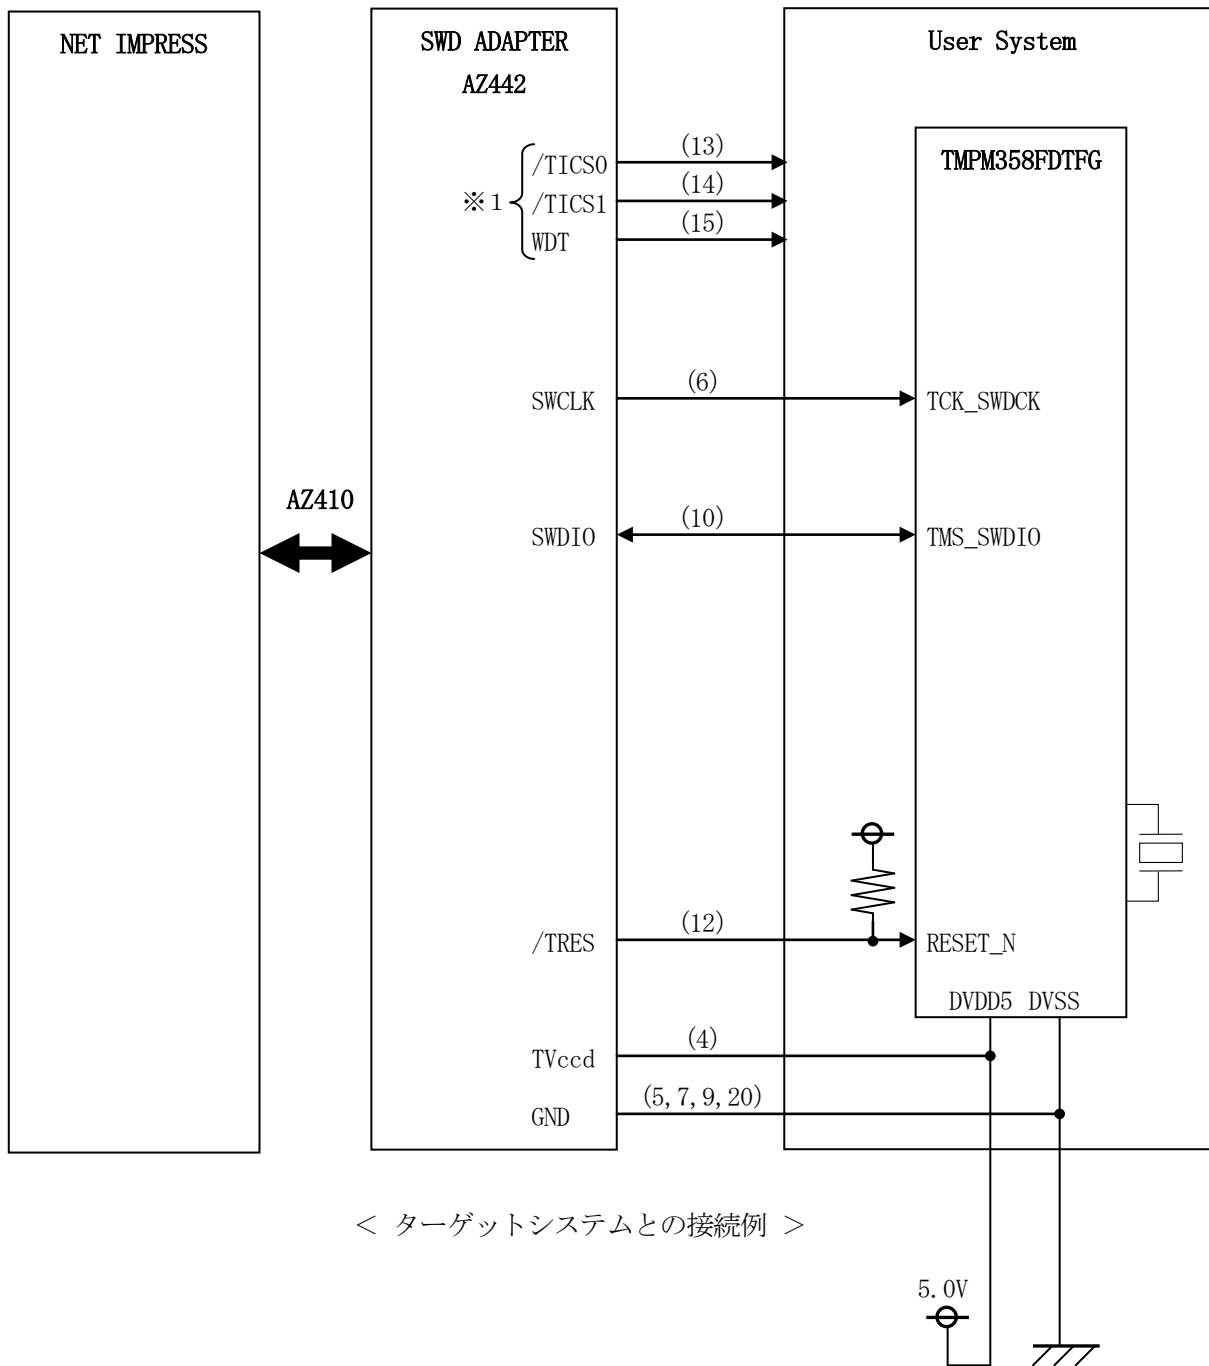 NET IMPRESS
SWD ADAPTER
AZ442
User System
TMPM358FDTFG
※1
/TICS0
(13)
/TICS1
(14)
WDT
(15)
SWCLK
(6)
TCK_SWDCK
AZ410
SWDIO
(10)
TMS_SWDIO
/TRES
(12)
RESET_N
DVDD5 DVSS
TVccd
(4)
GND
(5,7,9,20)
< ターゲットシステムとの接続例 >
5.0V